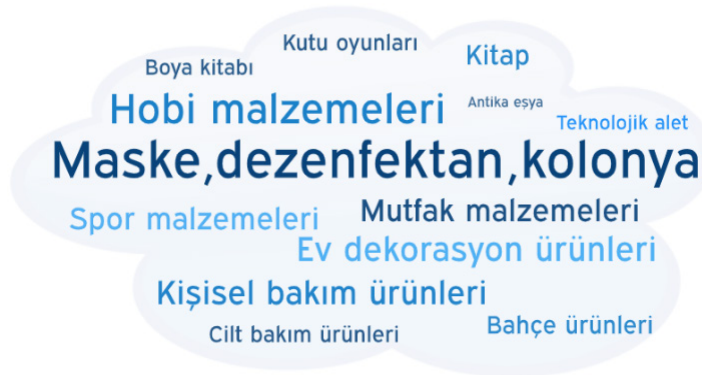 Kutu oyunları
Kitap
Boya kitabı
Hobi malzemeleri
Antika eşya
Teknolojik alet
Maske,dezenfektan,kolonya
Spor malzemeleri
Mutfak malzemeleri
Ev dekorasyon ürünleri
Kişisel bakım ürünleri
Cilt bakım ürünleri
Bahçe ürünleri